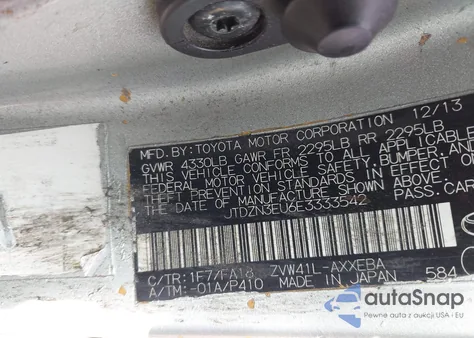 MFD.BY:TOYOTA MOTOR CORPORATION 12/13
GVWR 4330LB GAWR FR 2295LB RR 2295LB
THIS VEHICLE CONFORMS TO ALL APPLICABLE
FEDERAL MOTOR VEHICLE SAFETY, BUMPER, AND
THEFT PREVENTION STANDARDS IN EFFECT ON
THE DATE OF MANUFACTURE SHOWN ABOVE.
JTDZN3EU6E3333542 PASS. CAR
C/TR: 1F7/FA18 ZVW41L-AXXEBA
A/TM: -01A/P410 MADE IN JAPAN 584
autoSnap
Pewne auta z aukcji USA i EU